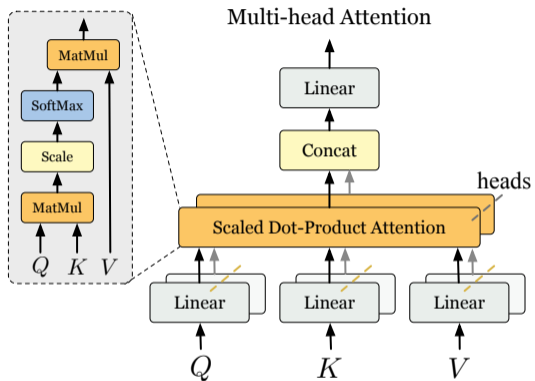 Multi-head Attention
MatMul
SoftMax
Scale
MatMul
Q K V
Linear
Concat
heads
Scaled Dot-Product Attention
Linear Linear Linear
Q K V